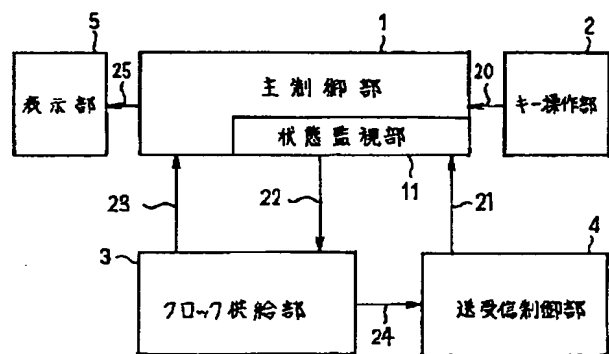 5
1
2
25
20
表示部
主制御部
キー操作部
状態監視部
23
22
11
21
3
4
クロック供給部
送受信制御部
24